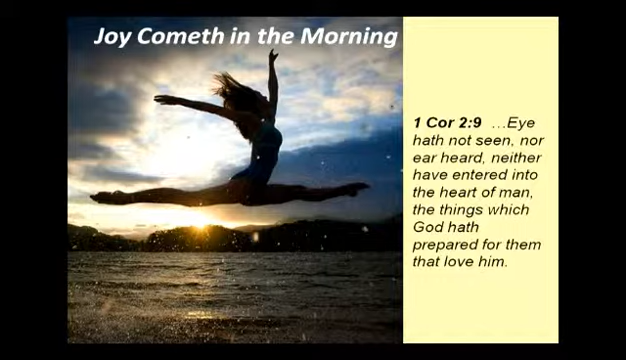 Joy Cometh in the Morning
1 Cor 2:9 …Eye
hath not seen, nor
ear heard, neither
have entered into
the heart of man,
the things which
God hath
prepared for them
that love him.